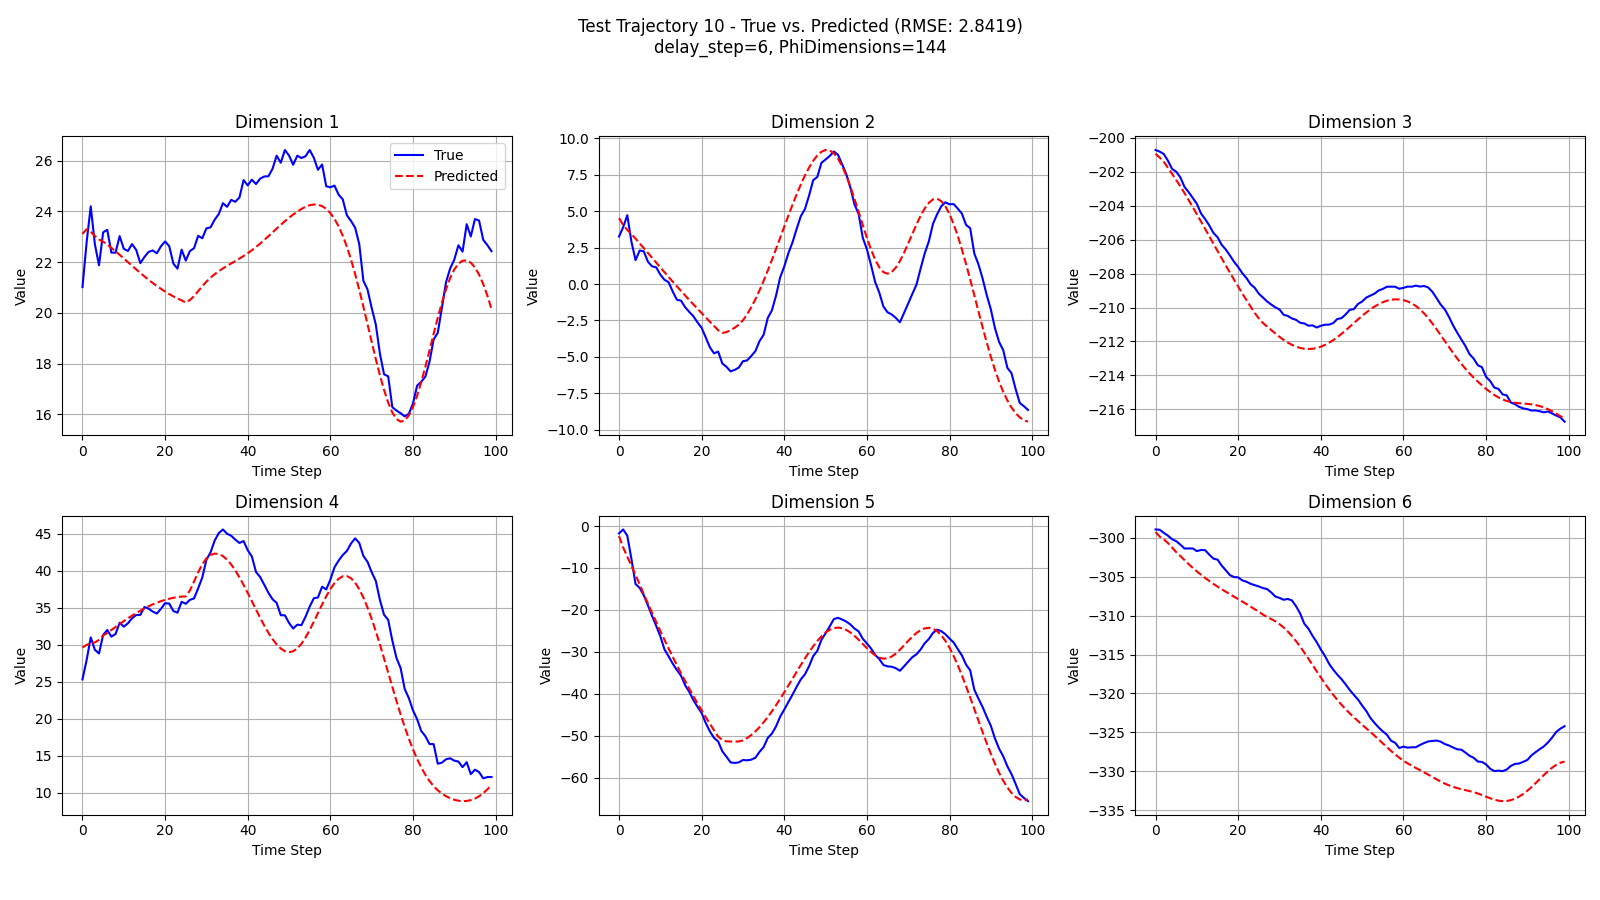 Test Trajectory 10 - True vs. Predicted (RMSE: 2.8419)
delay_step=6, PhiDimensions=144
Dimension 1
Value
26
24
22
20
18
16
True
Predicted
0 20 40 60 80 100
Time Step
Dimension 2
Value
10.0
7.5
5.0
2.5
0.0
−2.5
−5.0
−7.5
−10.0
0 20 40 60 80 100
Time Step
Dimension 3
Value
−200
−202
−204
−206
−208
−210
−212
−214
−216
0 20 40 60 80 100
Time Step
Dimension 4
Value
45
40
35
30
25
20
15
10
0 20 40 60 80 100
Time Step
Dimension 5
Value
0
−10
−20
−30
−40
−50
−60
0 20 40 60 80 100
Time Step
Dimension 6
Value
−300
−305
−310
−315
−320
−325
−330
−335
0 20 40 60 80 100
Time Step